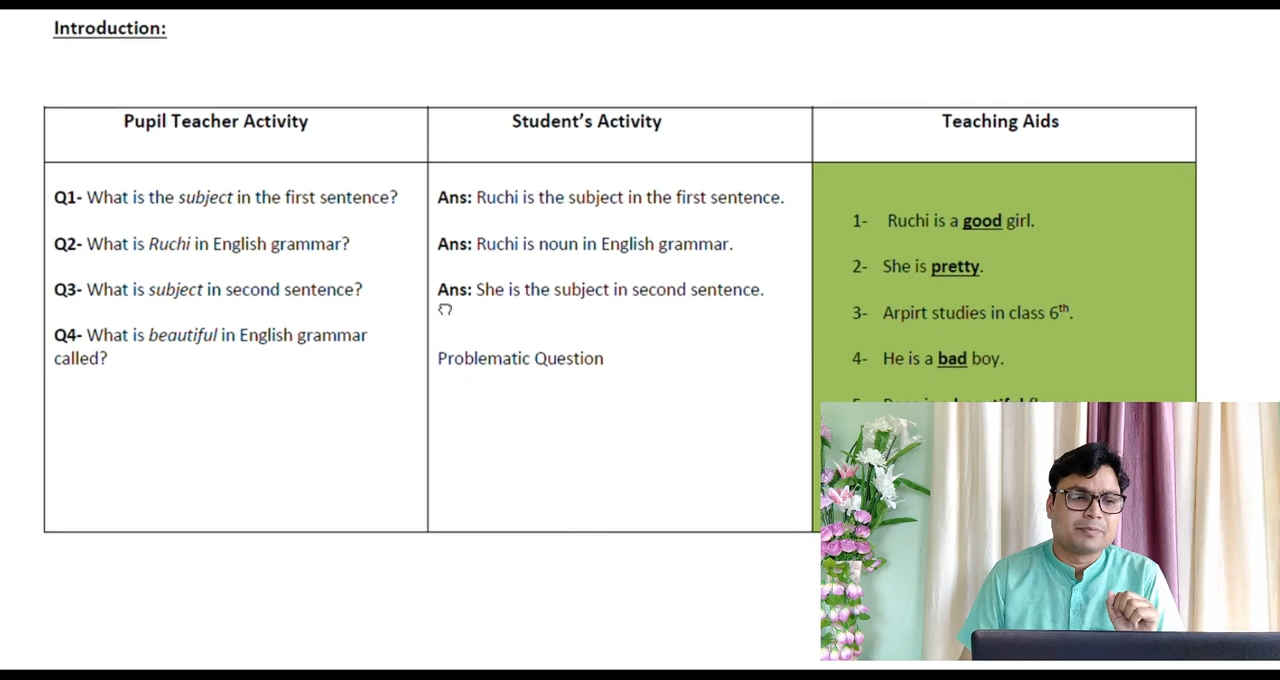 Introduction:
Pupil Teacher Activity
Student's Activity
Teaching Aids
Q1- What is the subject in the first sentence?
Q2- What is Ruchi in English grammar?
Q3- What is subject in second sentence?
Q4- What is beautiful in English grammar
called?
Ans: Ruchi is the subject in the first sentence.
Ans: Ruchi is noun in English grammar.
Ans: She is the subject in second sentence.
Problematic Question
1- Ruchi is a good girl.
2- She is pretty.
3- Arpirt studies in class 6th.
4- He is a bad boy.